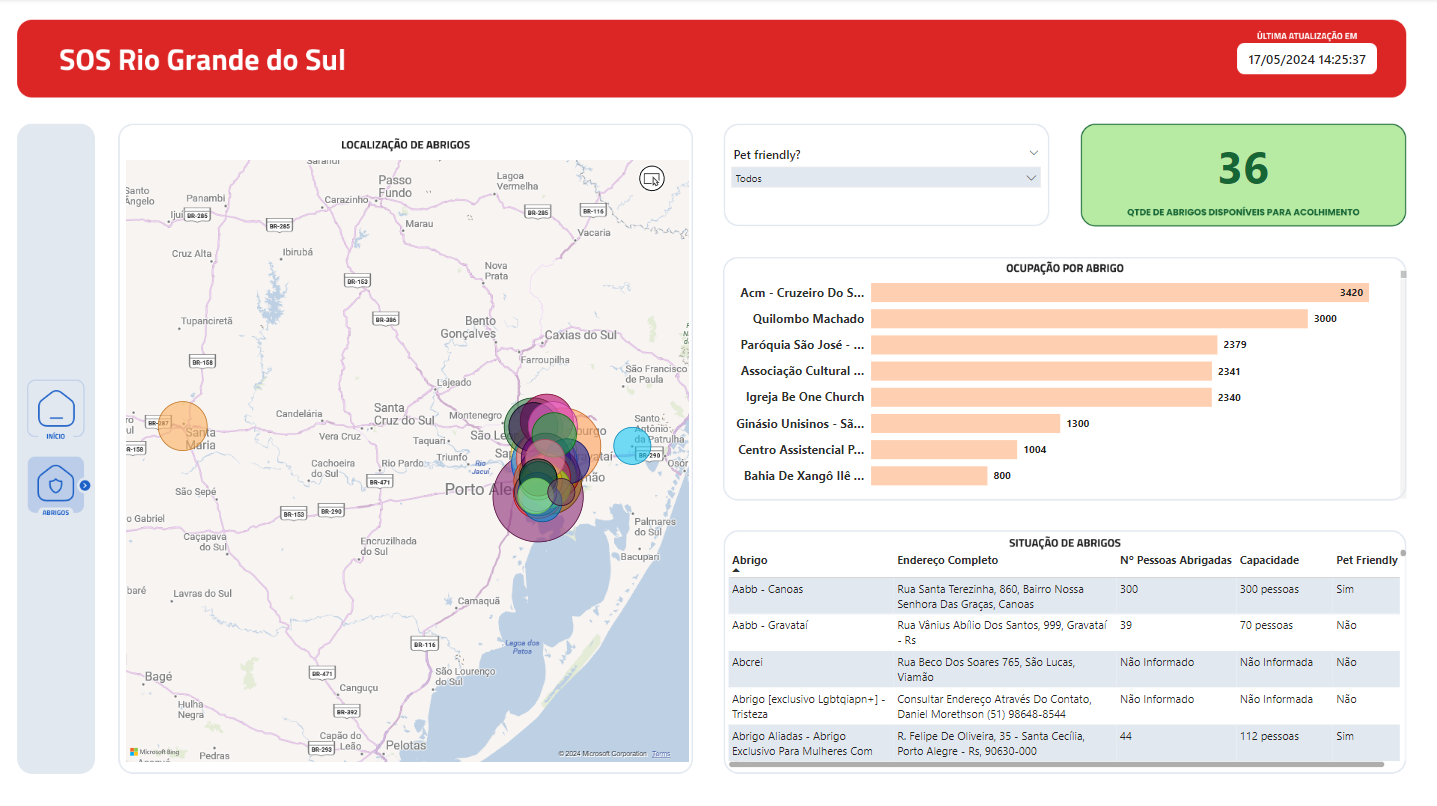 SOS Rio Grande do Sul
ÚLTIMA ATUALIZAÇÃO EM
17/05/2024 14:25:37
INÍCIO
ABRIGOS
LOCALIZAÇÃO DE ABRIGOS
Sarandi
Passo
Fundo
Lagoa
Vermelha
Santo
Ângelo
Panambi
Carazinho
Ijuí
BR-285
BR-285
BR-116
BR-285
Marau
Vacaria
Cruz Alta
Ibirubá
Nova
Prata
BR-153
Tupanciretã
BR-386
Bento
Gonçalves
Caxias do Sul
BR-158
Farroupilha
São Francisco
de Paula
Lajeado
Candelária
Santa
Cruz do Sul
Montenegro
Santo
Antônio
da Patrulha
BR-287
Santa
Maria
Vera Cruz
Taquari
São Le
burgo
BR-158
BR-290
Cachoeira
do Sul
Rio Pardo
Triunfo
Rio
Jacuí
Sap
avataí
Osór
BR-471
mão
São Sepé
Porto Ale
o Gabriel
BR-153
BR-290
Caçapava
do Sul
Encruzilhada
do Sul
Palmares
do Sul
Bacupari
baré
Lavras do Sul
Camaquã
BR-116
Lagoa dos
Patos
Bagé
BR-471
São Lourenço
do Sul
Canguçu
Hulha
Negra
BR-392
Capão do
Leão
BR-293
Pelotas
Pedras
Microsoft Bing
© 2024 Microsoft Corporation Terms
Pet friendly?
Todos
36
QTDE DE ABRIGOS DISPONÍVEIS PARA ACOLHIMENTO
OCUPAÇÃO POR ABRIGO
Acm - Cruzeiro Do S... 3420
Quilombo Machado 3000
Paróquia São José - ... 2379
Associação Cultural ... 2341
Igreja Be One Church 2340
Ginásio Unisinos - Sã... 1300
Centro Assistencial P... 1004
Bahia De Xangô Ilê ... 800
SITUAÇÃO DE ABRIGOS
Abrigo Endereço Completo Nº Pessoas Abrigadas Capacidade Pet Friendly
Aabb - Canoas Rua Santa Terezinha, 860, Bairro Nossa 300 300 pessoas Sim
Senhora Das Graças, Canoas
Aabb - Gravataí Rua Vânius Abílio Dos Santos, 999, Gravataí 39 70 pessoas Não
- Rs
Abcrei Rua Beco Dos Soares 765, São Lucas, Não Informado Não Informada Não
Viamão
Abrigo [exclusivo Lgbtqiapn+] - Consultar Endereço Através Do Contato, Não Informado Não Informada Não
Tristeza Daniel Morethson (51) 98648-8544
Abrigo Aliadas - Abrigo R. Felipe De Oliveira, 35 - Santa Cecília, 44 112 pessoas Sim
Exclusivo Para Mulheres Com Porto Alegre - Rs, 90630-000